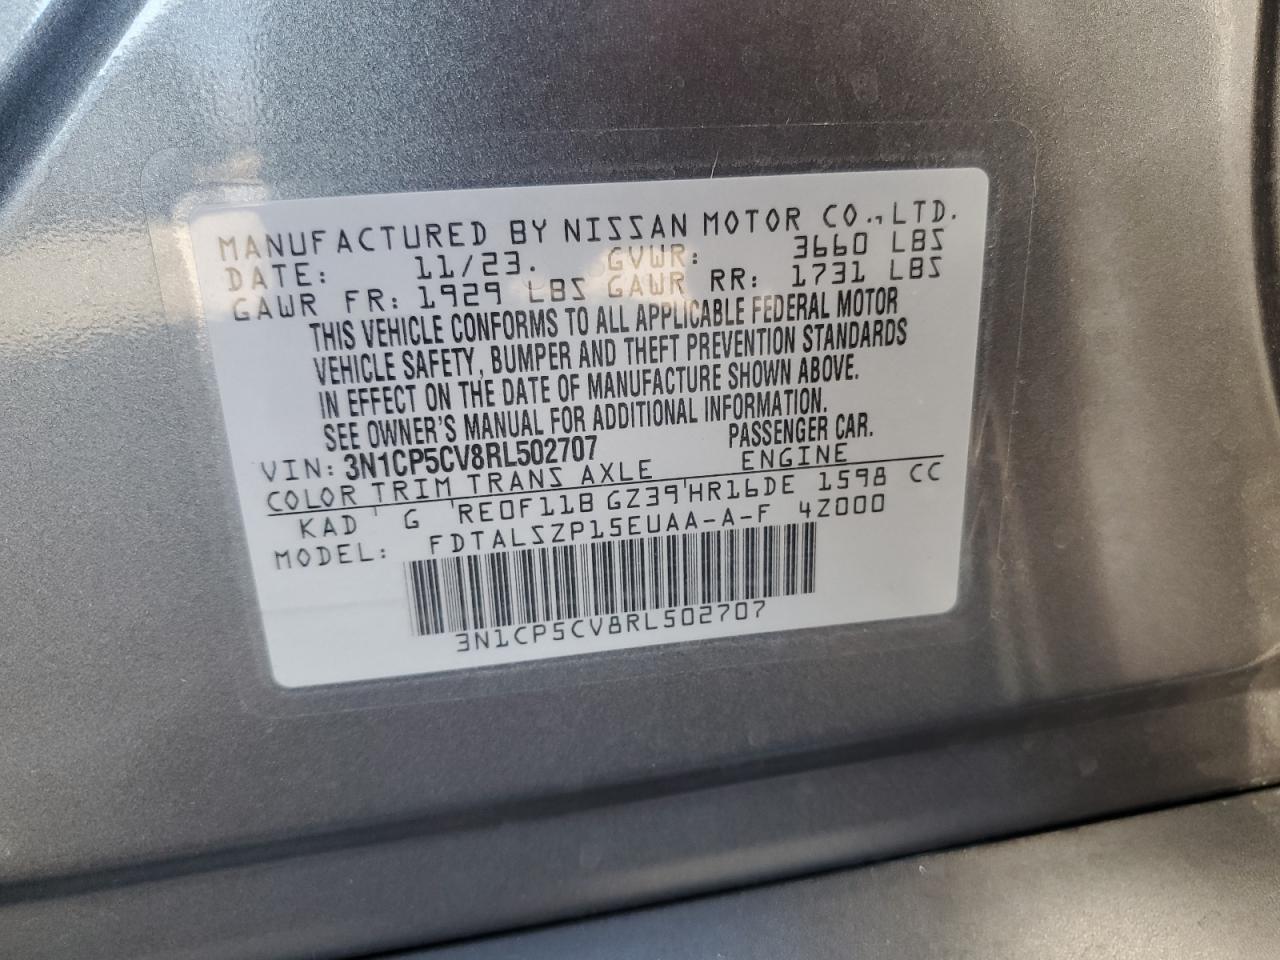 MANUFACTURED BY NISSAN MOTOR CO., LTD.
DATE: 11/23. GVWR: 3660 LBS
GAWR FR: 1929 LBS GAWR RR: 1731 LBS
THIS VEHICLE CONFORMS TO ALL APPLICABLE FEDERAL MOTOR
VEHICLE SAFETY, BUMPER AND THEFT PREVENTION STANDARDS
IN EFFECT ON THE DATE OF MANUFACTURE SHOWN ABOVE.
SEE OWNER'S MANUAL FOR ADDITIONAL INFORMATION.
VIN: 3N1CP5CV8RL502707 PASSENGER CAR.
COLOR TRIM TRANS AXLE ENGINE
KAD G RE0F11B GZ39 HR16DE 1598 CC
MODEL: FDTALSZP15EUAA-A-F 4Z000
3N1CP5CV8RL502707